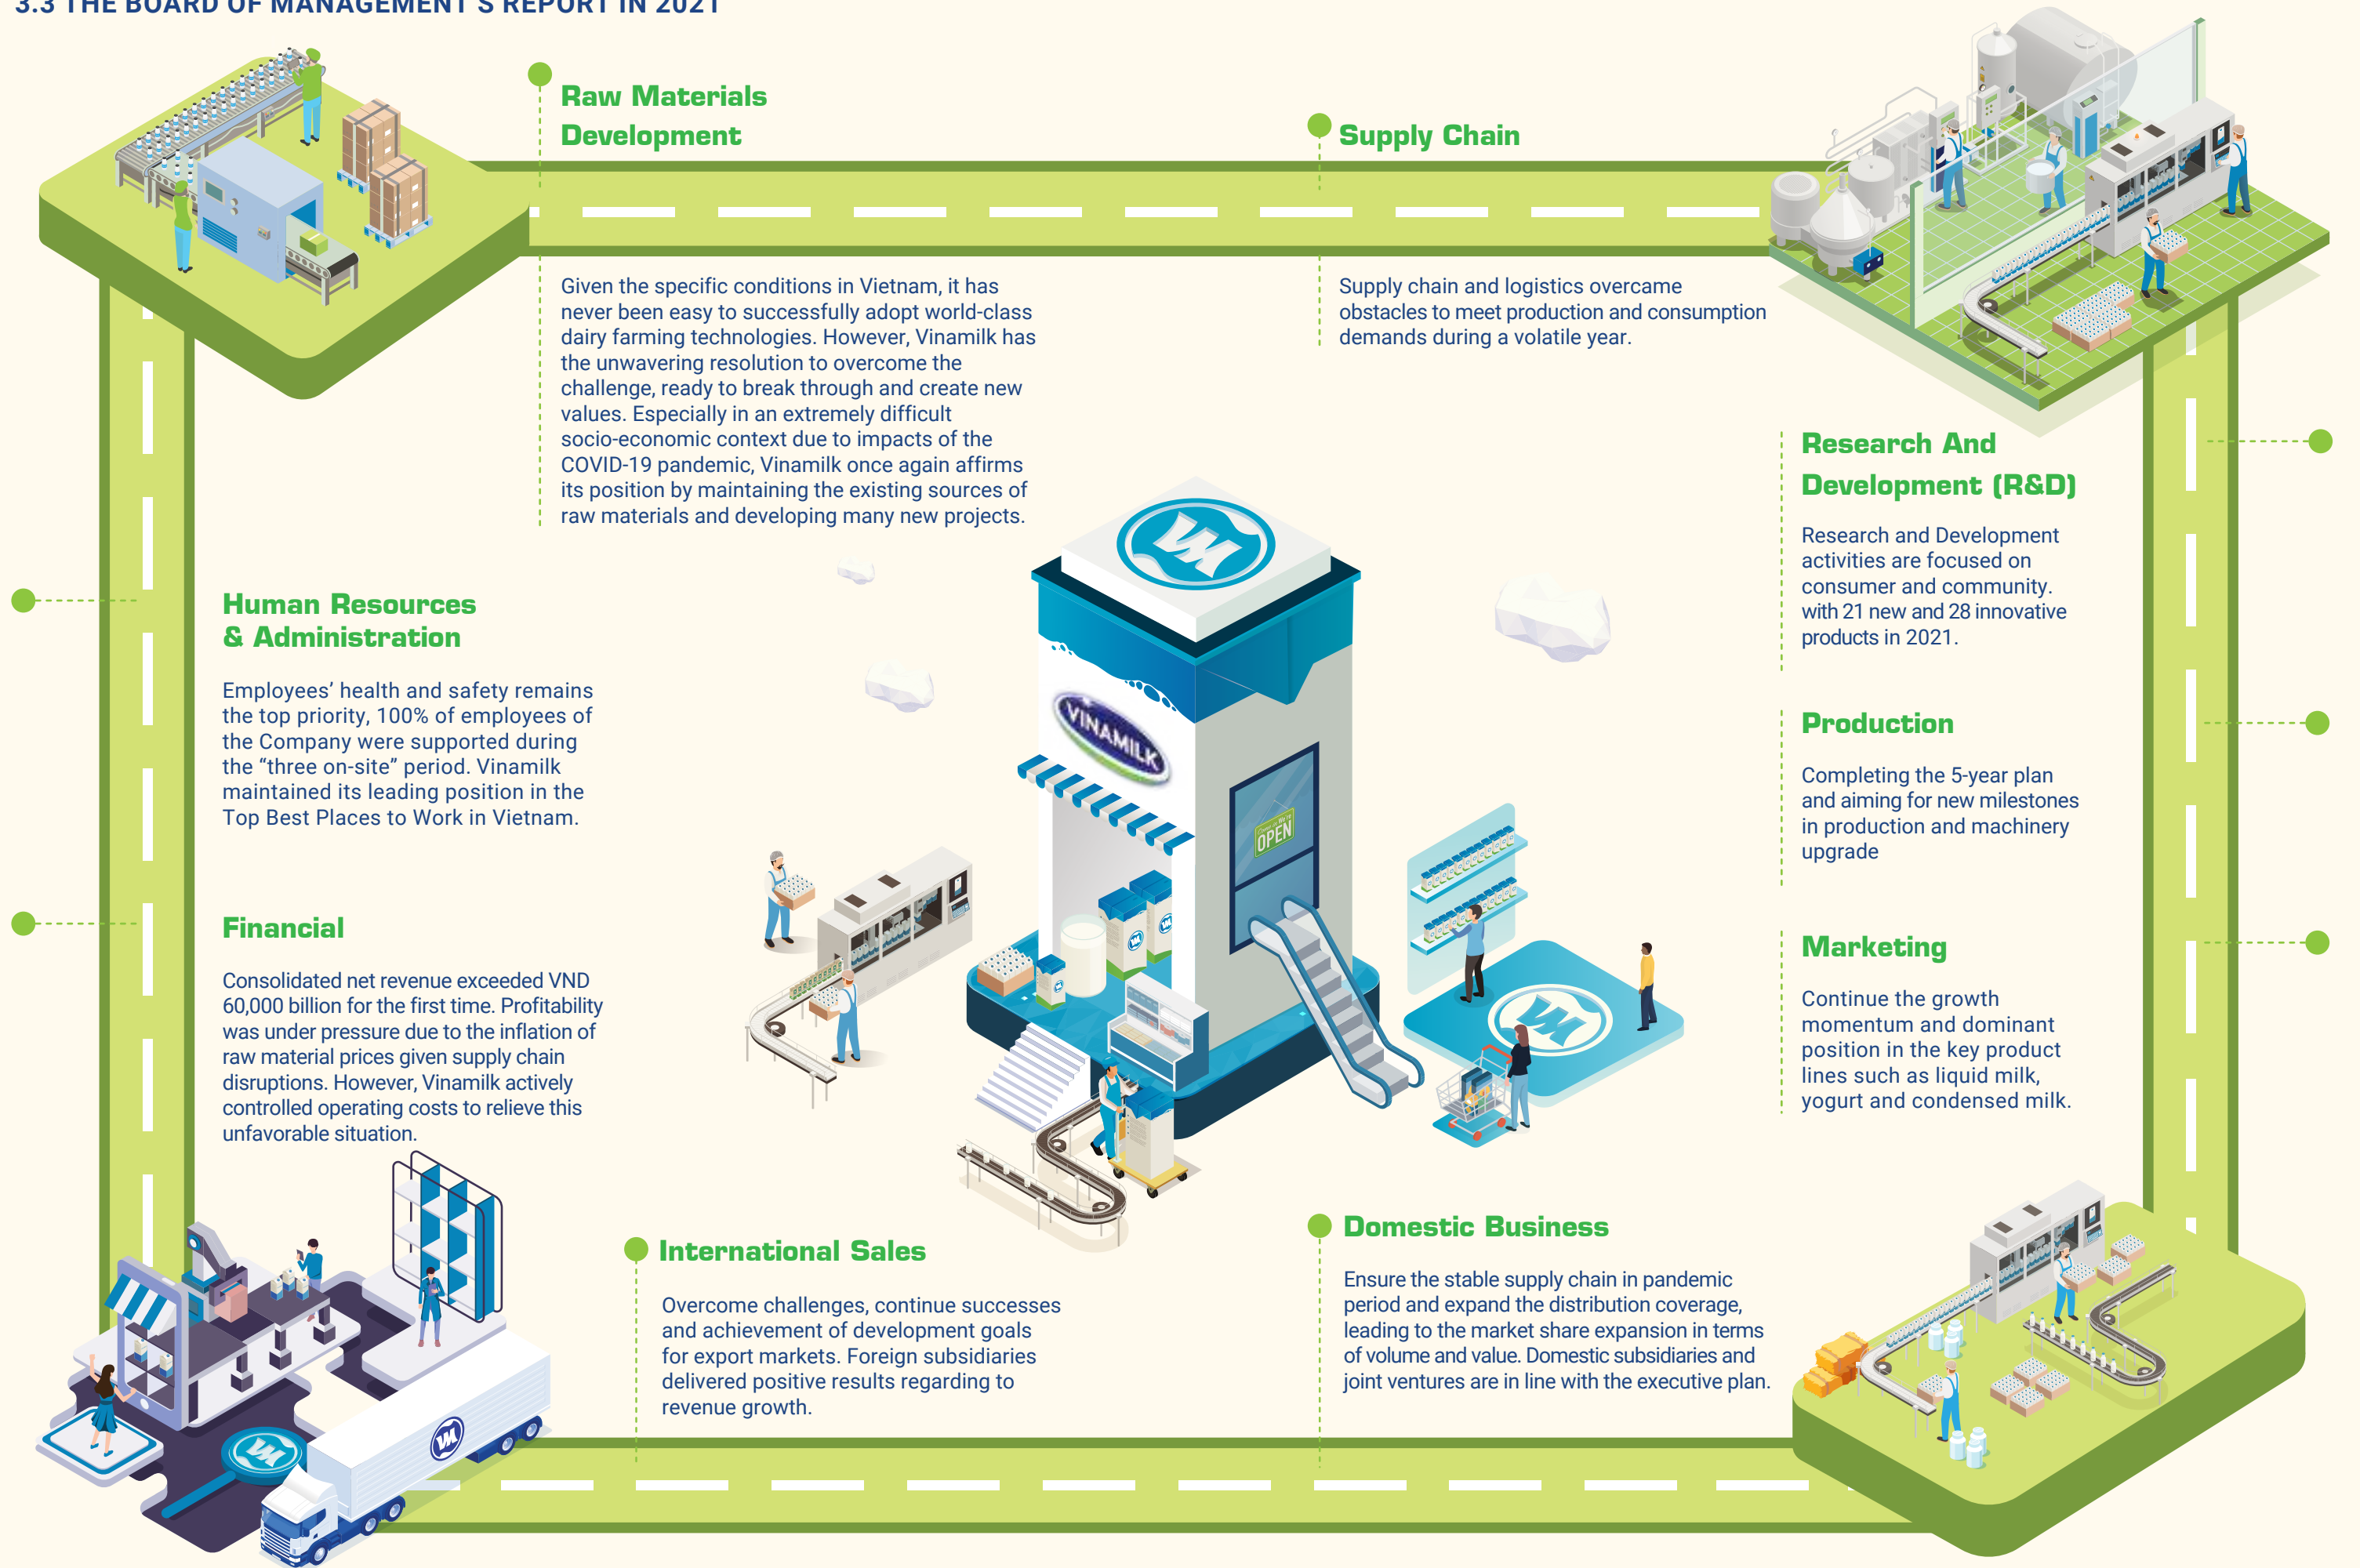 3.3 THE BOARD OF MANAGEMENT'S REPORT IN 2021
Raw Materials
Development
Given the specific conditions in Vietnam, it has
never been easy to successfully adopt world-class
dairy farming technologies. However, Vinamilk has
the unwavering resolution to overcome the
challenge, ready to break through and create new
values. Especially in an extremely difficult
socio-economic context due to impacts of the
COVID-19 pandemic, Vinamilk once again affirms
its position by maintaining the existing sources of
raw materials and developing many new projects.
Supply Chain
Supply chain and logistics overcame
obstacles to meet production and consumption
demands during a volatile year.
Research And
Development (R&D)
Research and Development
activities are focused on
consumer and community.
with 21 new and 28 innovative
products in 2021.
Production
Completing the 5-year plan
and aiming for new milestones
in production and machinery
upgrade
Marketing
Continue the growth
momentum and dominant
position in the key product
lines such as liquid milk,
yogurt and condensed milk.
Human Resources
& Administration
Employees’ health and safety remains
the top priority, 100% of employees of
the Company were supported during
the “three on-site” period. Vinamilk
maintained its leading position in the
Top Best Places to Work in Vietnam.
Financial
Consolidated net revenue exceeded VND
60,000 billion for the first time. Profitability
was under pressure due to the inflation of
raw material prices given supply chain
disruptions. However, Vinamilk actively
controlled operating costs to relieve this
unfavorable situation.
VM
VINAMILK
OPEN
VM
International Sales
Overcome challenges, continue successes
and achievement of development goals
for export markets. Foreign subsidiaries
delivered positive results regarding to
revenue growth.
Domestic Business
Ensure the stable supply chain in pandemic
period and expand the distribution coverage,
leading to the market share expansion in terms
of volume and value. Domestic subsidiaries and
joint ventures are in line with the executive plan.
VM
VM